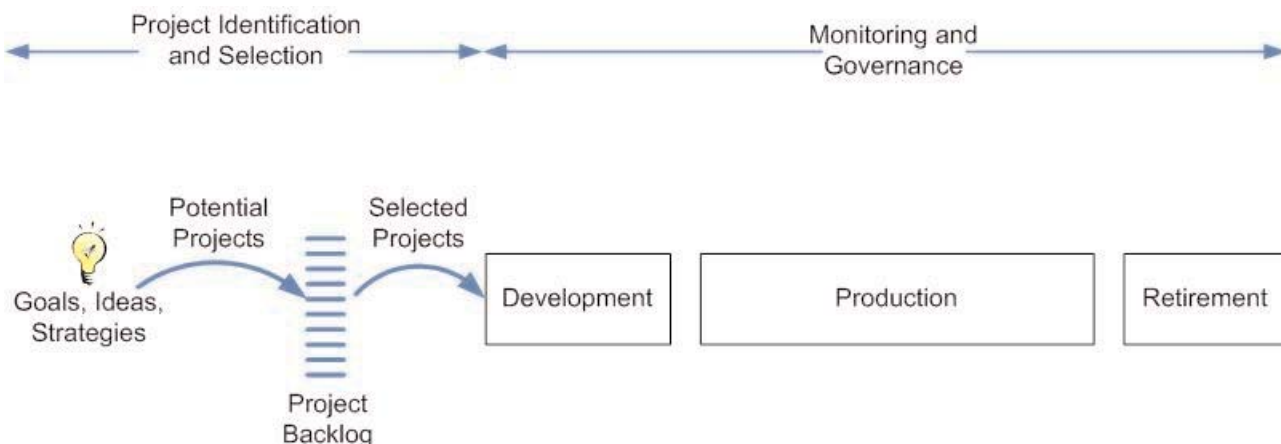 Project Identification
and Selection
Monitoring and
Governance
Potential
Projects
Selected
Projects
Goals, Ideas,
Strategies
Project
Backlog
Development
Production
Retirement